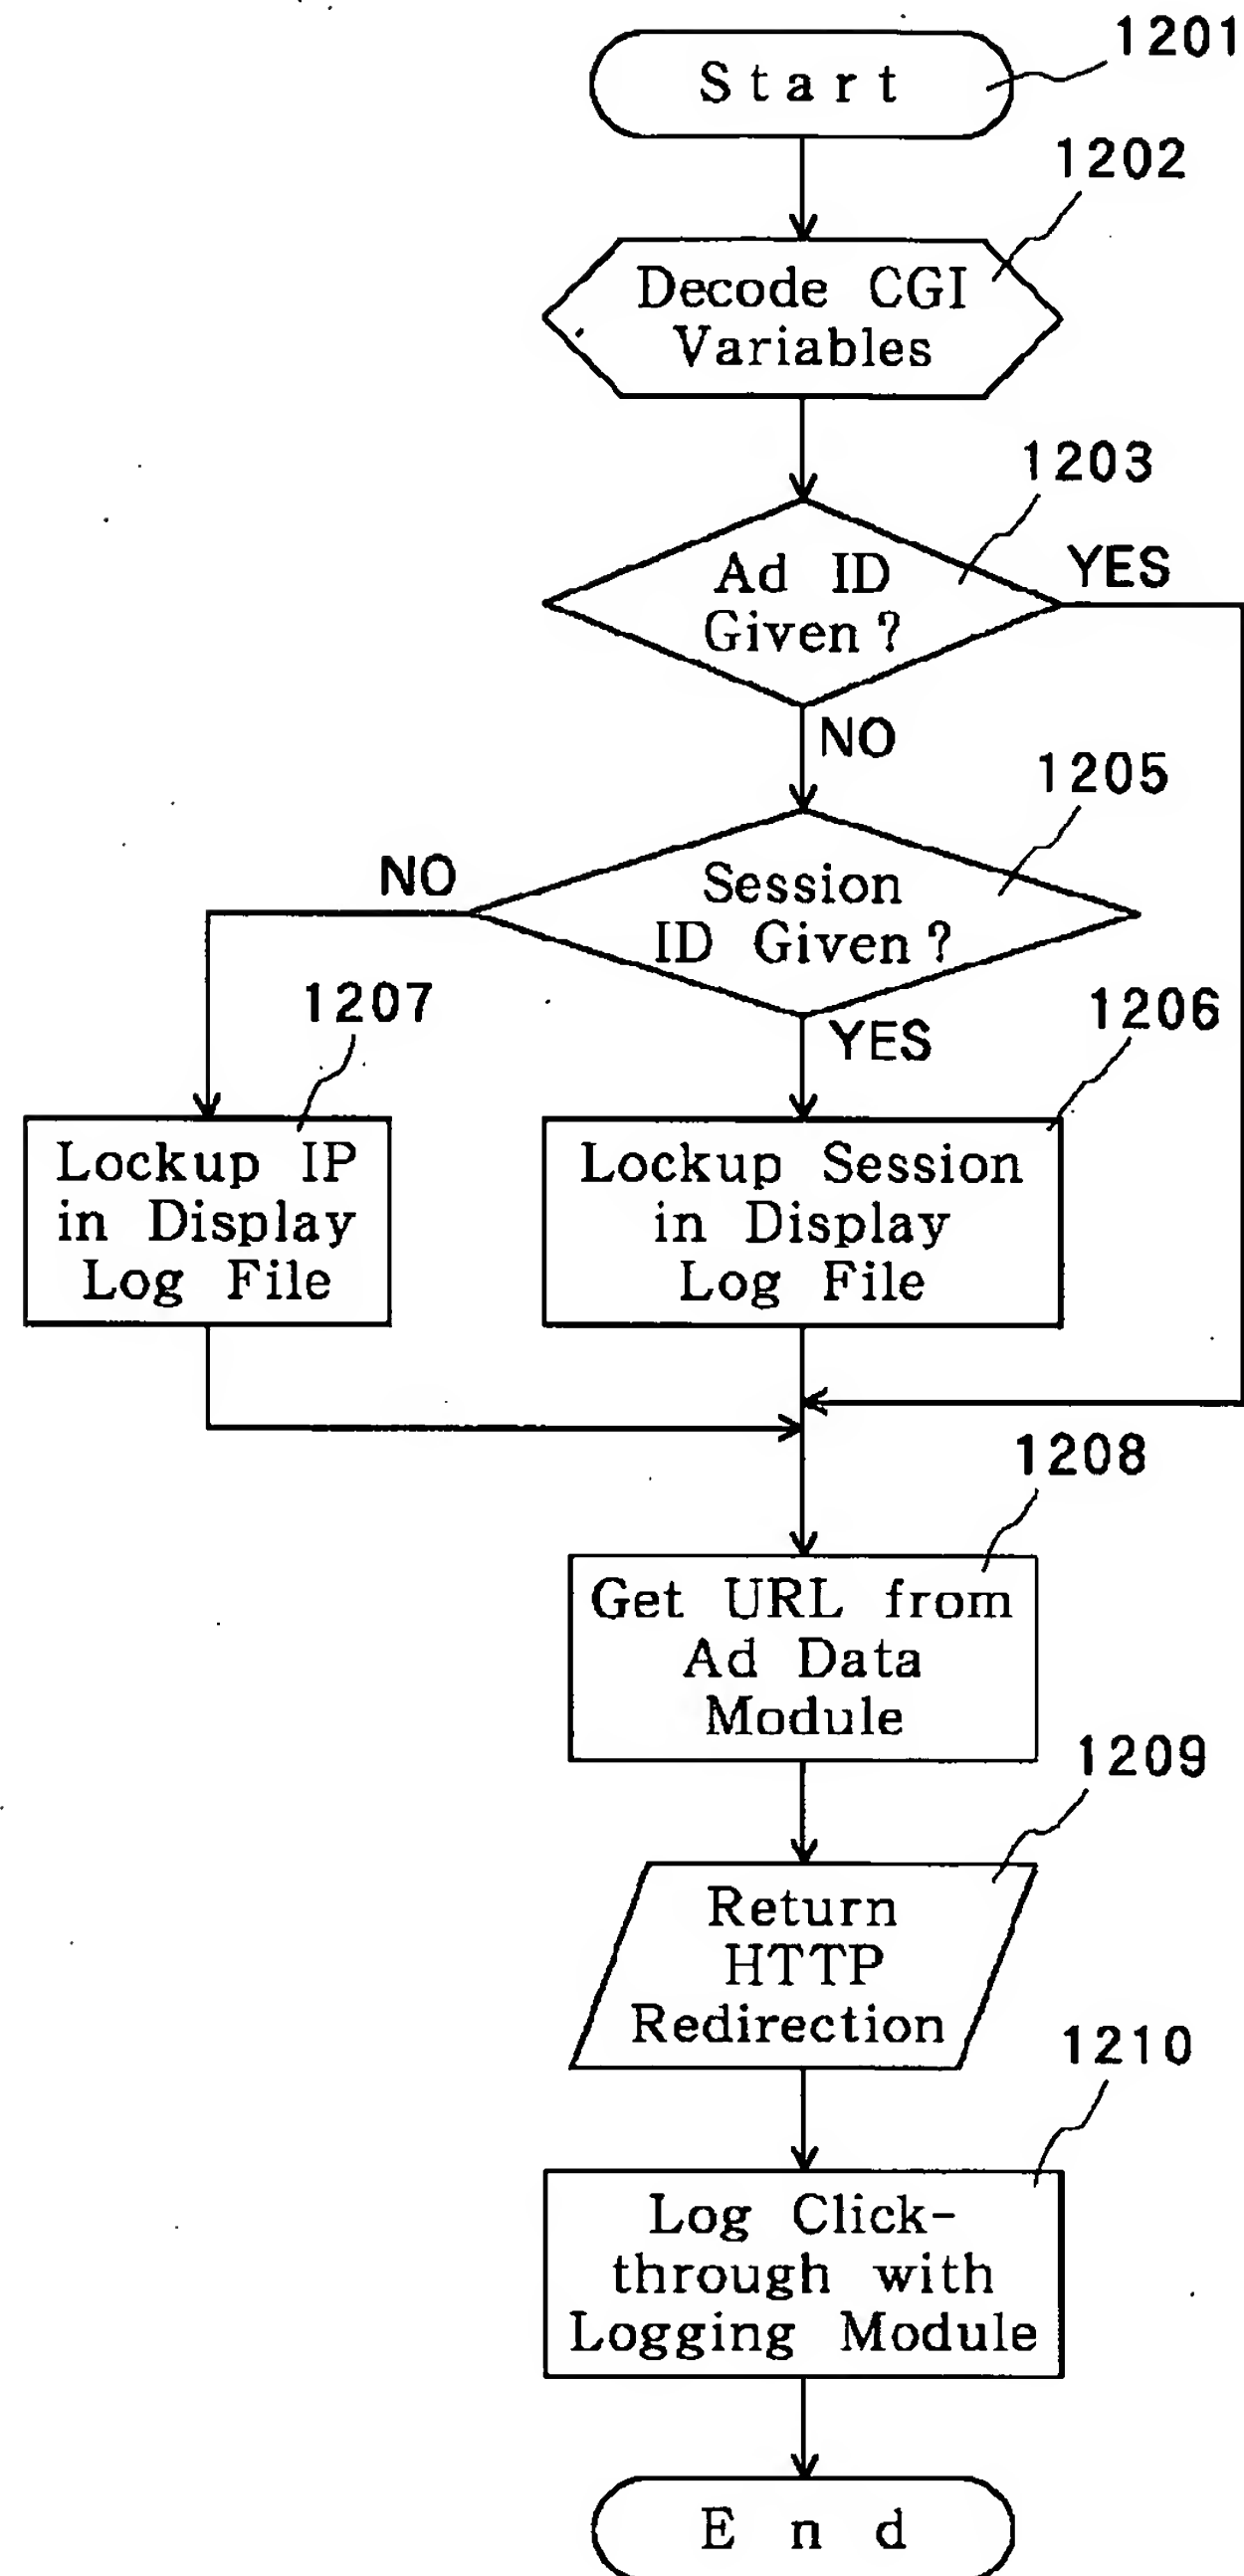 1201
Start
1202
Decode CGI
Variables
1203
Ad ID
Given?
YES
NO
1205
Session
ID Given?
NO
YES
1207
1206
Lockup IP
in Display
Log File
Lockup Session
in Display
Log File
1208
Get URL from
Ad Data
Module
1209
Return
HTTP
Redirection
1210
Log Click-
through with
Logging Module
End